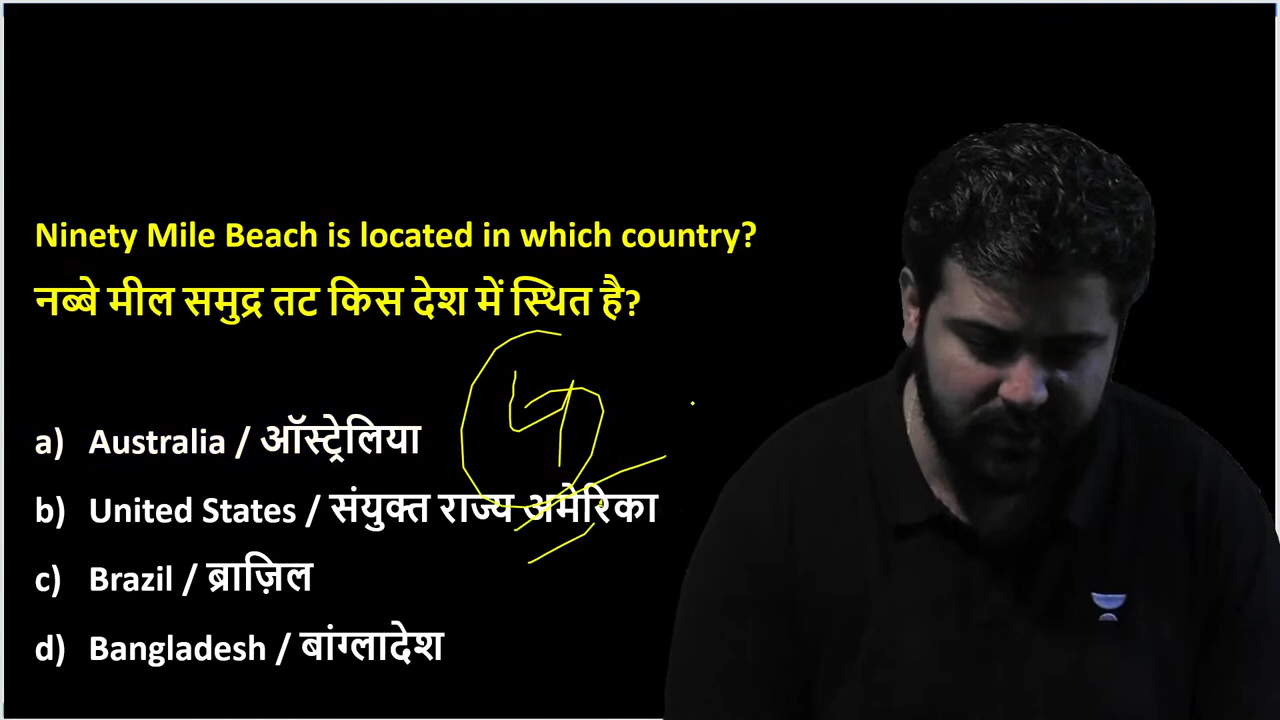 Ninety Mile Beach is located in which country?
नब्बे मील समुद्र तट किस देश में स्थित है?
a) Australia / ऑस्ट्रेलिया
b) United States / संयुक्त राज्य अमेरिका
c) Brazil / ब्राज़िल
d) Bangladesh / बांग्लादेश